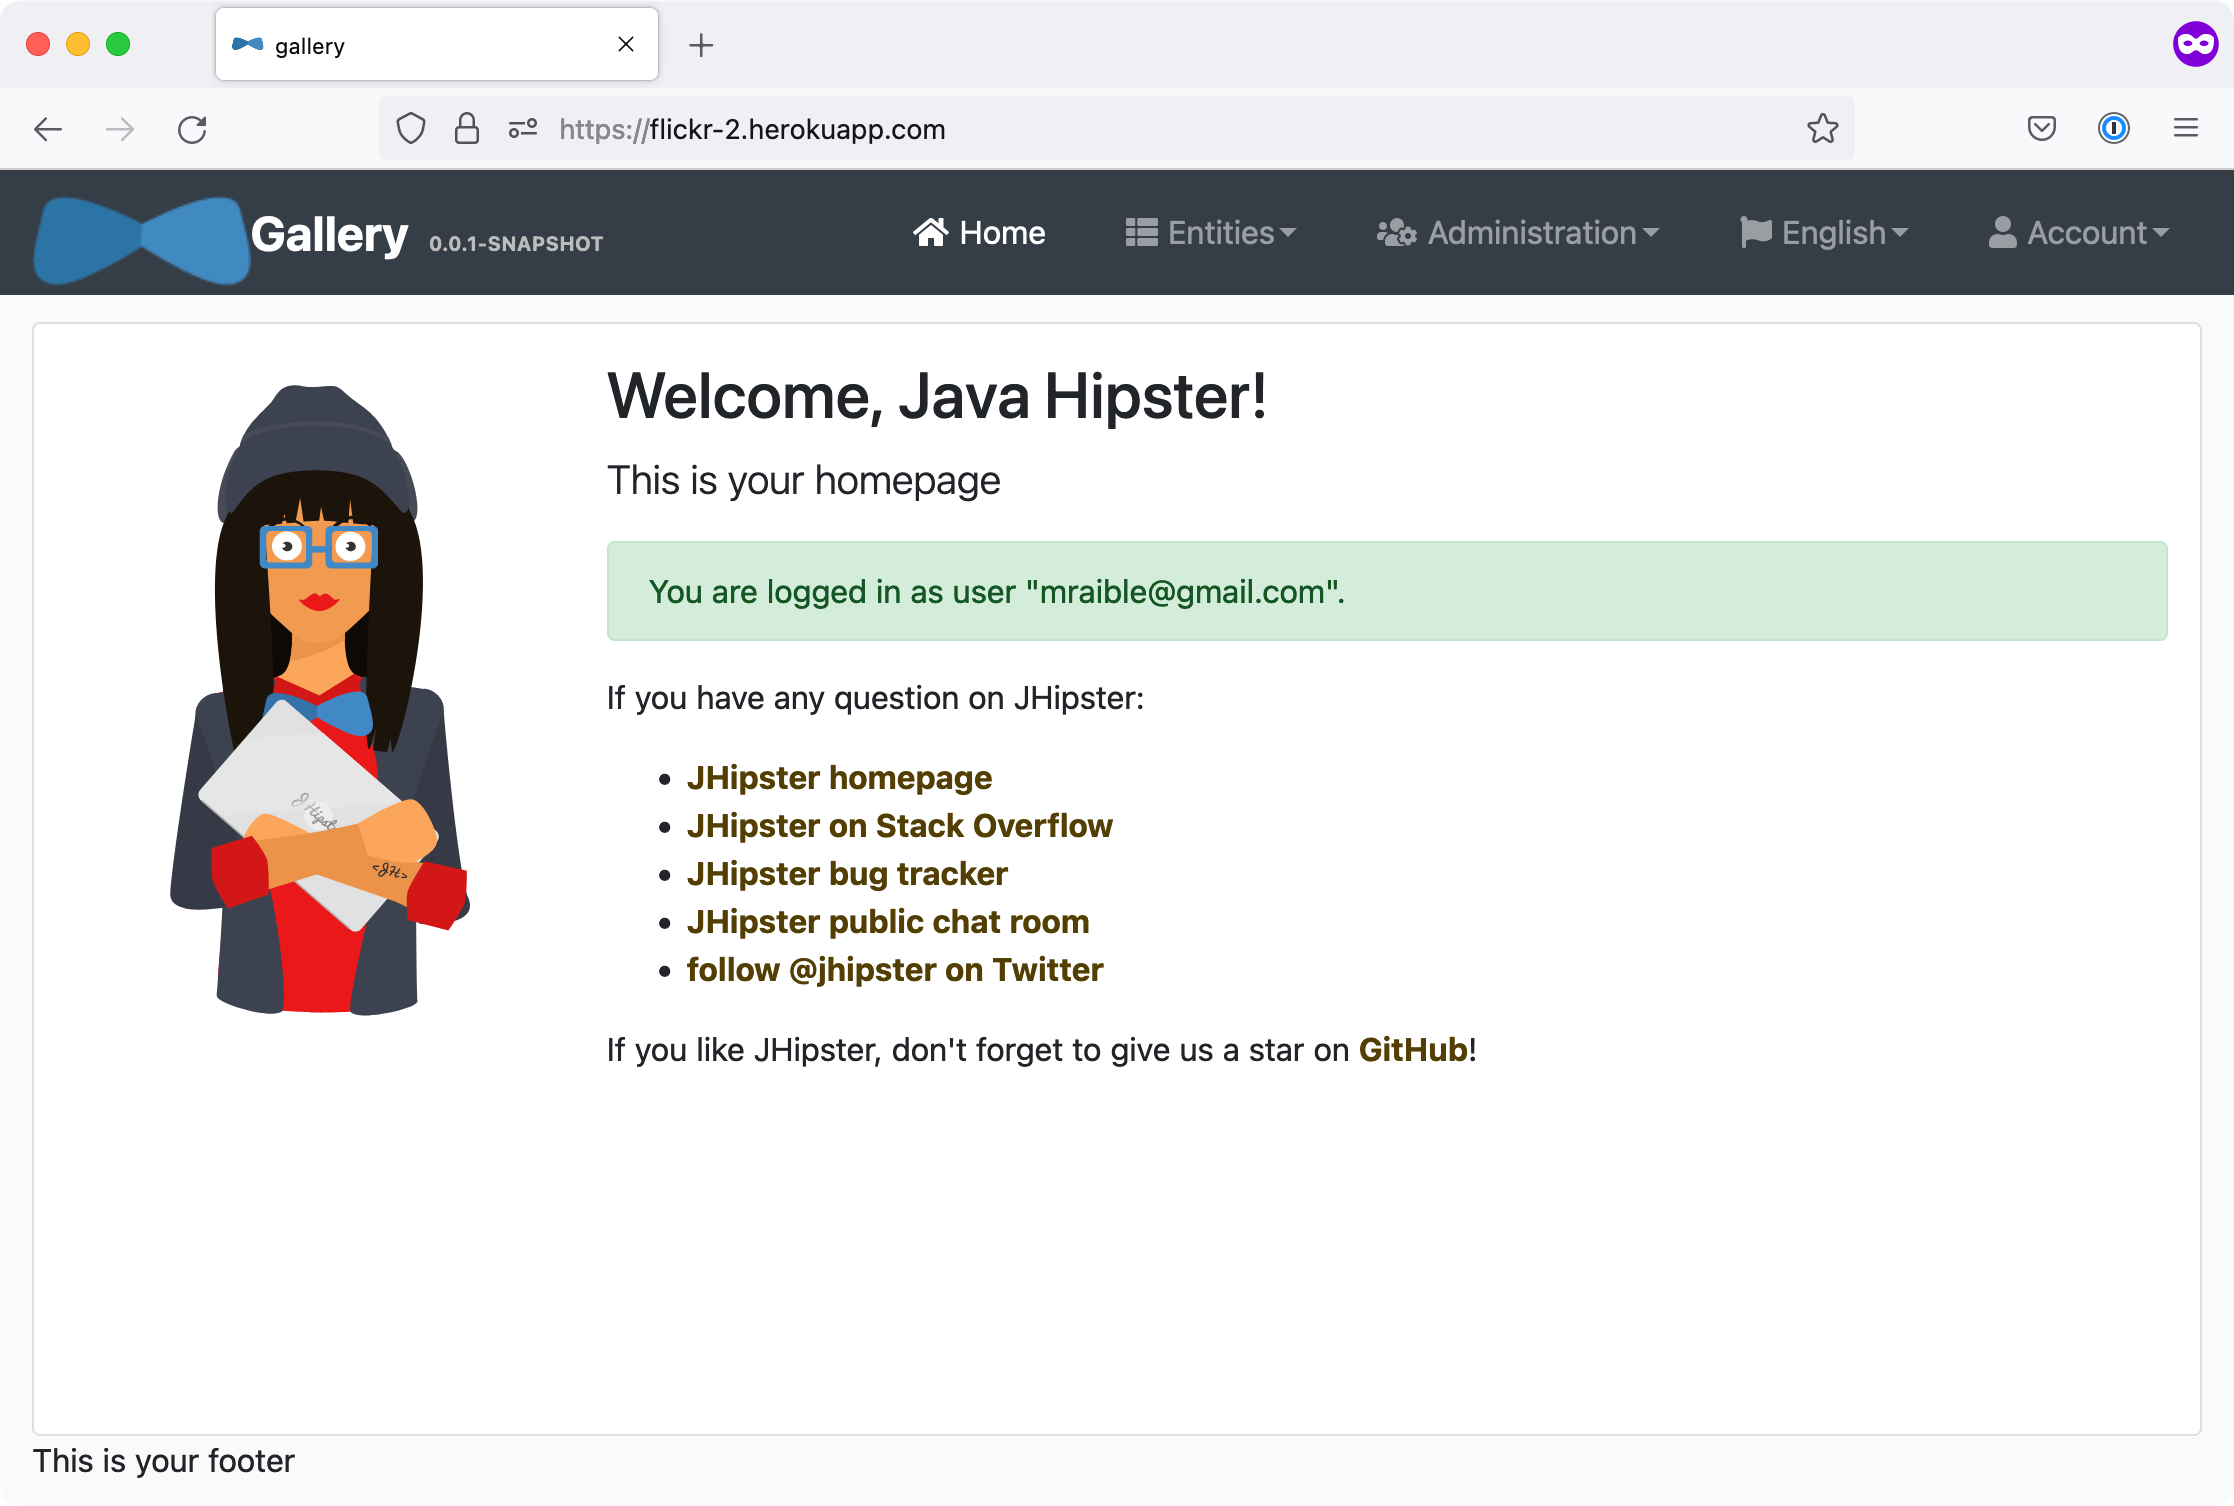 gallery
https://flickr-2.herokuapp.com
Gallery 0.0.1-SNAPSHOT Home Entities Administration English Account
Welcome, Java Hipster!
This is your homepage
You are logged in as user "mraible@gmail.com".
If you have any question on JHipster:
JHipster homepage
JHipster on Stack Overflow
JHipster bug tracker
JHipster public chat room
follow @jhipster on Twitter
If you like JHipster, don't forget to give us a star on GitHub!
<JH>
This is your footer